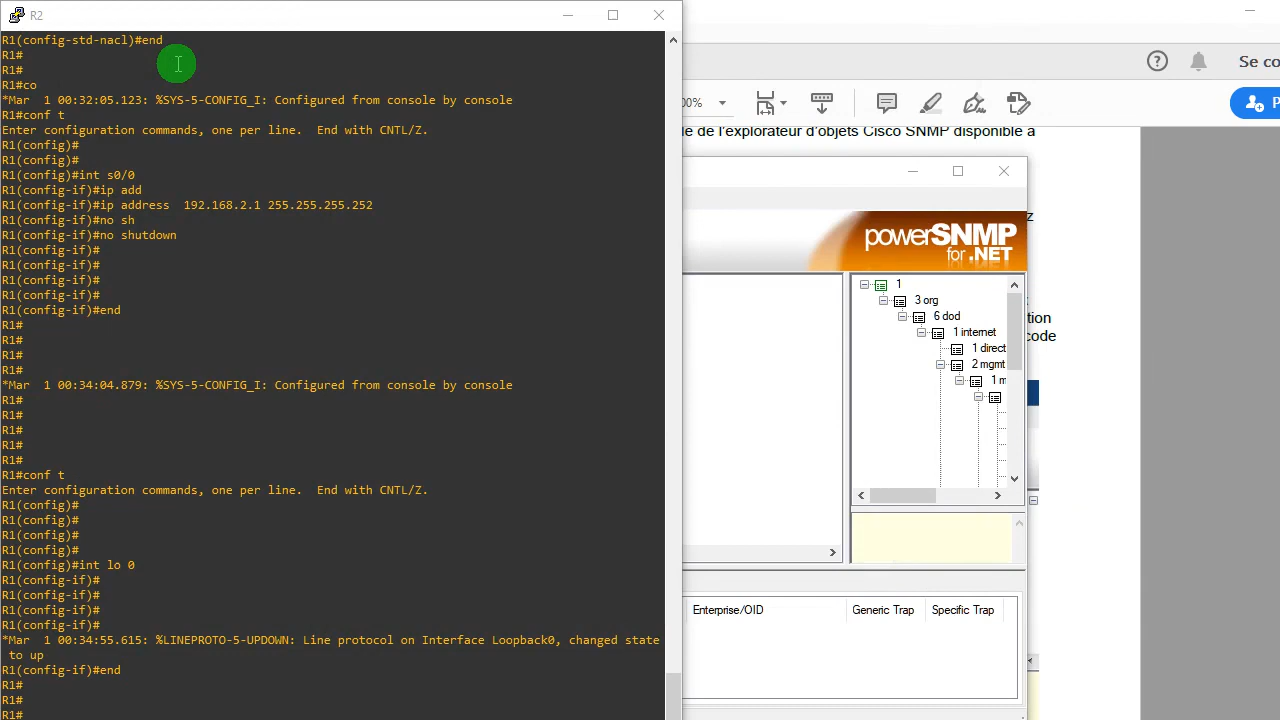 R2
R1(config-std-nacl)#end
R1#
R1#
R1#co
*Mar  1 00:32:05.123: %SYS-5-CONFIG_I: Configured from console by console
R1#conf t
Enter configuration commands, one per line.  End with CNTL/Z.
R1(config)#
R1(config)#
R1(config)#int s0/0
R1(config-if)#ip add
R1(config-if)#ip address  192.168.2.1 255.255.255.252
R1(config-if)#no sh
R1(config-if)#no shutdown
R1(config-if)#
R1(config-if)#
R1(config-if)#
R1(config-if)#
R1(config-if)#end
R1#
R1#
R1#
R1#
*Mar  1 00:34:04.879: %SYS-5-CONFIG_I: Configured from console by console
R1#
R1#
R1#
R1#
R1#
R1#conf t
Enter configuration commands, one per line.  End with CNTL/Z.
R1(config)#
R1(config)#
R1(config)#
R1(config)#
R1(config)#int lo 0
R1(config-if)#
R1(config-if)#
R1(config-if)#
R1(config-if)#
*Mar  1 00:34:55.615: %LINEPROTO-5-UPDOWN: Line protocol on Interface Loopback0, changed state
to up
R1(config-if)#end
R1#
R1#
R1#
Se co
00%
P
le de l'explorateur d'objets Cisco SNMP disponible à
z
tion
code
powerSNMP
for .NET
1
3 org
6 dod
1 internet
1 direct
2 mgmt
1 m
Enterprise/OID Generic Trap Specific Trap